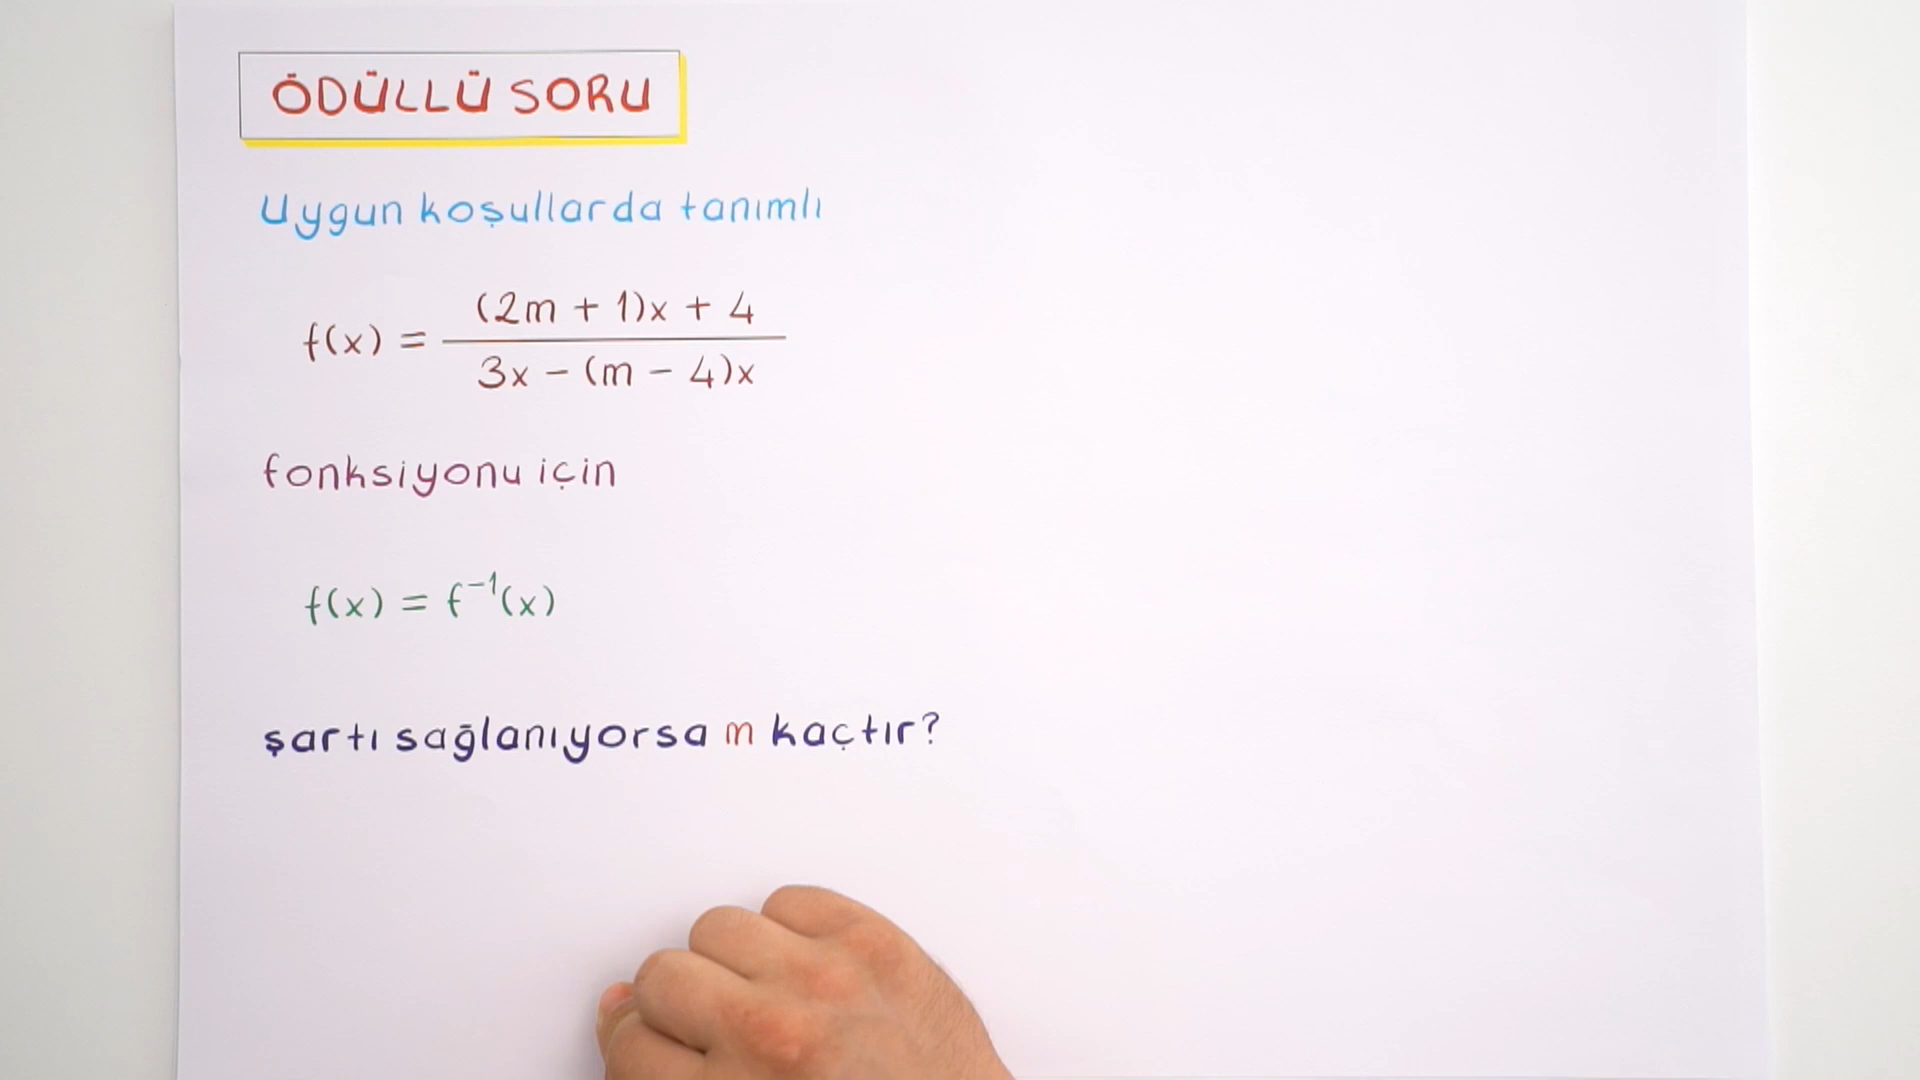 ÖDÜLLÜ SORU
Uygun koşullarda tanımlı
f(x) = (2m + 1)x + 4 / 3x - (m - 4)x
fonksiyonu için
f(x) = f⁻¹(x)
şartı sağlanıyorsa m kaçtır?